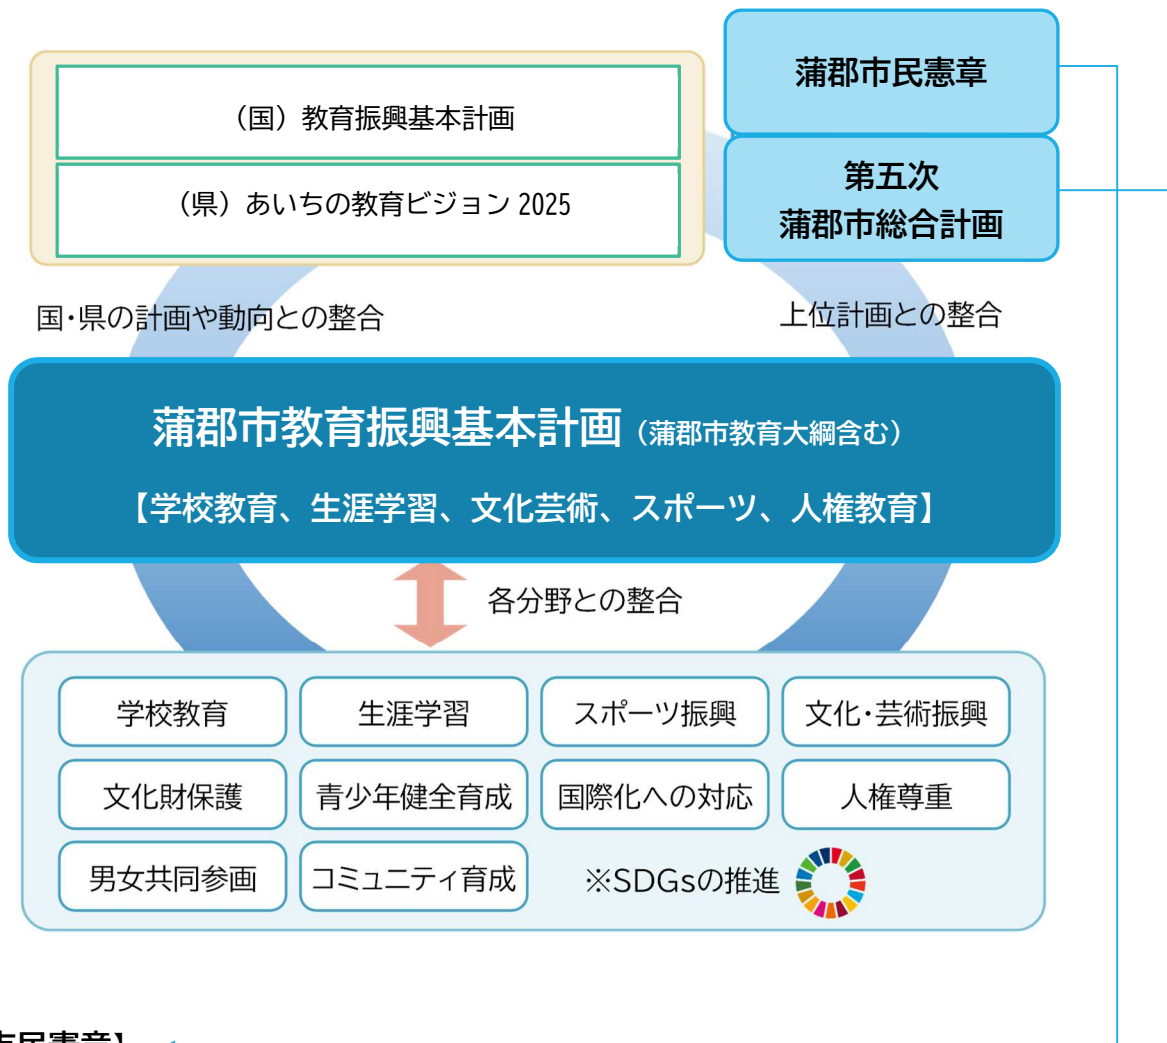 蒲郡市民憲章
（国）教育振興基本計画
（県）あいちの教育ビジョン 2025
第五次
蒲郡市総合計画
国・県の計画や動向との整合
上位計画との整合
蒲郡市教育振興基本計画（蒲郡市教育大綱含む）
【学校教育、生涯学習、文化芸術、スポーツ、人権教育】
各分野との整合
学校教育
生涯学習
スポーツ振興
文化・芸術振興
文化財保護
青少年健全育成
国際化への対応
人権尊重
男女共同参画
コミュニティ育成
※SDGsの推進
民憲章】